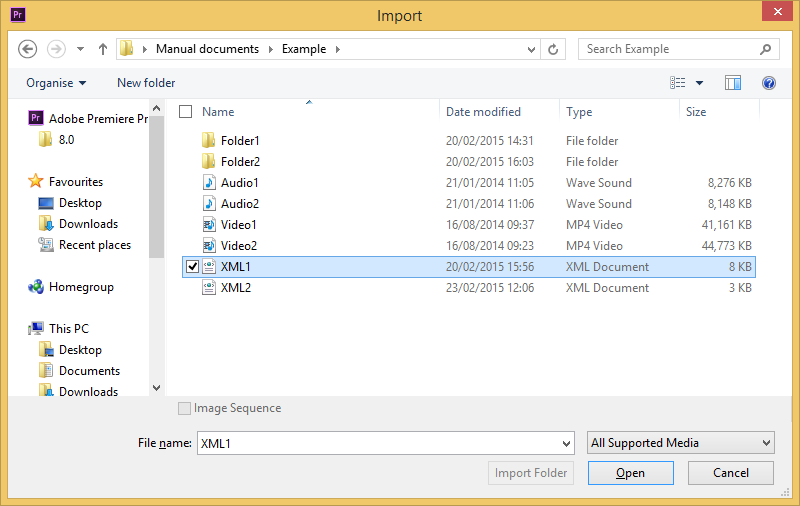 Pr Import
Manual documents Example Search Example
Organise New folder
Name Date modified Type Size
Pr Adobe Premiere Pr
8.0
Favourites
Desktop
Downloads
Recent places
Homegroup
This PC
Desktop
Documents
Downloads
Folder1 20/02/2015 14:31 File folder
Folder2 20/02/2015 16:03 File folder
Audio1 21/01/2014 11:05 Wave Sound 8,276 KB
Audio2 21/01/2014 11:06 Wave Sound 8,148 KB
Video1 16/08/2014 09:37 MP4 Video 41,161 KB
Video2 16/08/2014 09:23 MP4 Video 44,773 KB
XML1 20/02/2015 15:56 XML Document 8 KB
XML2 23/02/2015 12:06 XML Document 3 KB
Image Sequence
File name: XML1 All Supported Media
Import Folder Open Cancel